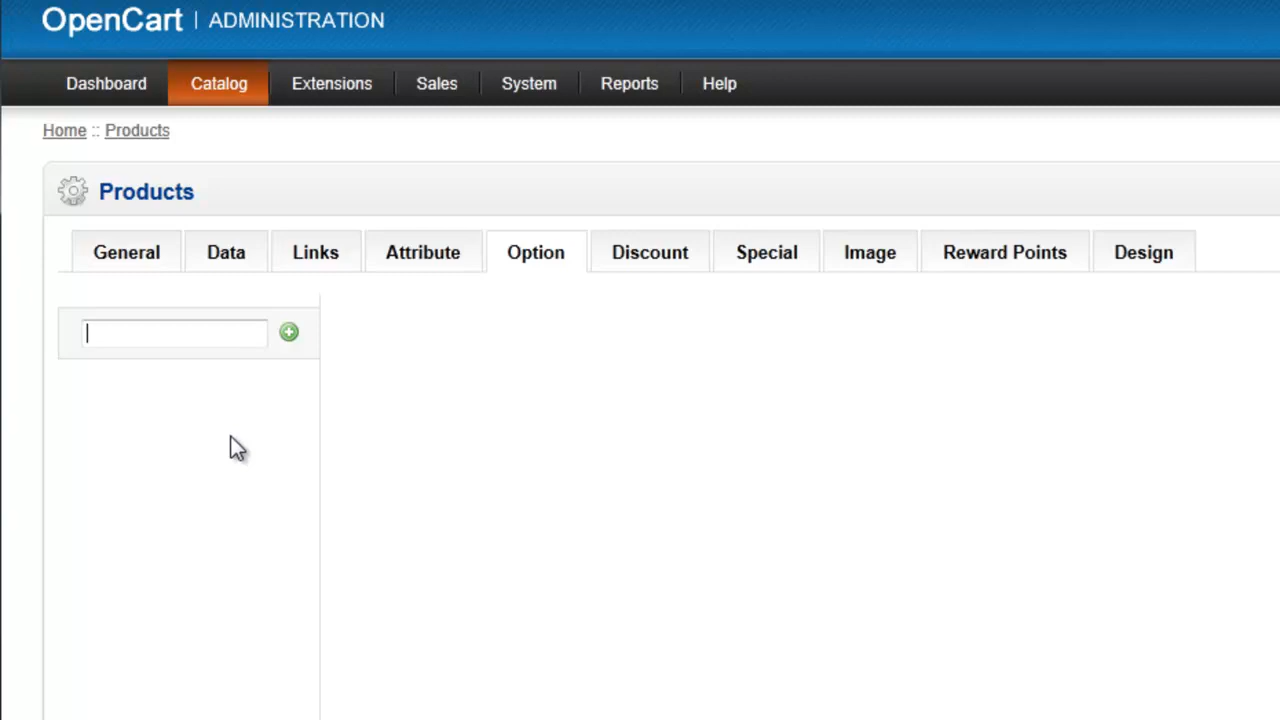 OpenCart | ADMINISTRATION
Dashboard Catalog Extensions Sales System Reports Help
Home :: Products
Products
General Data Links Attribute Option Discount Special Image Reward Points Design